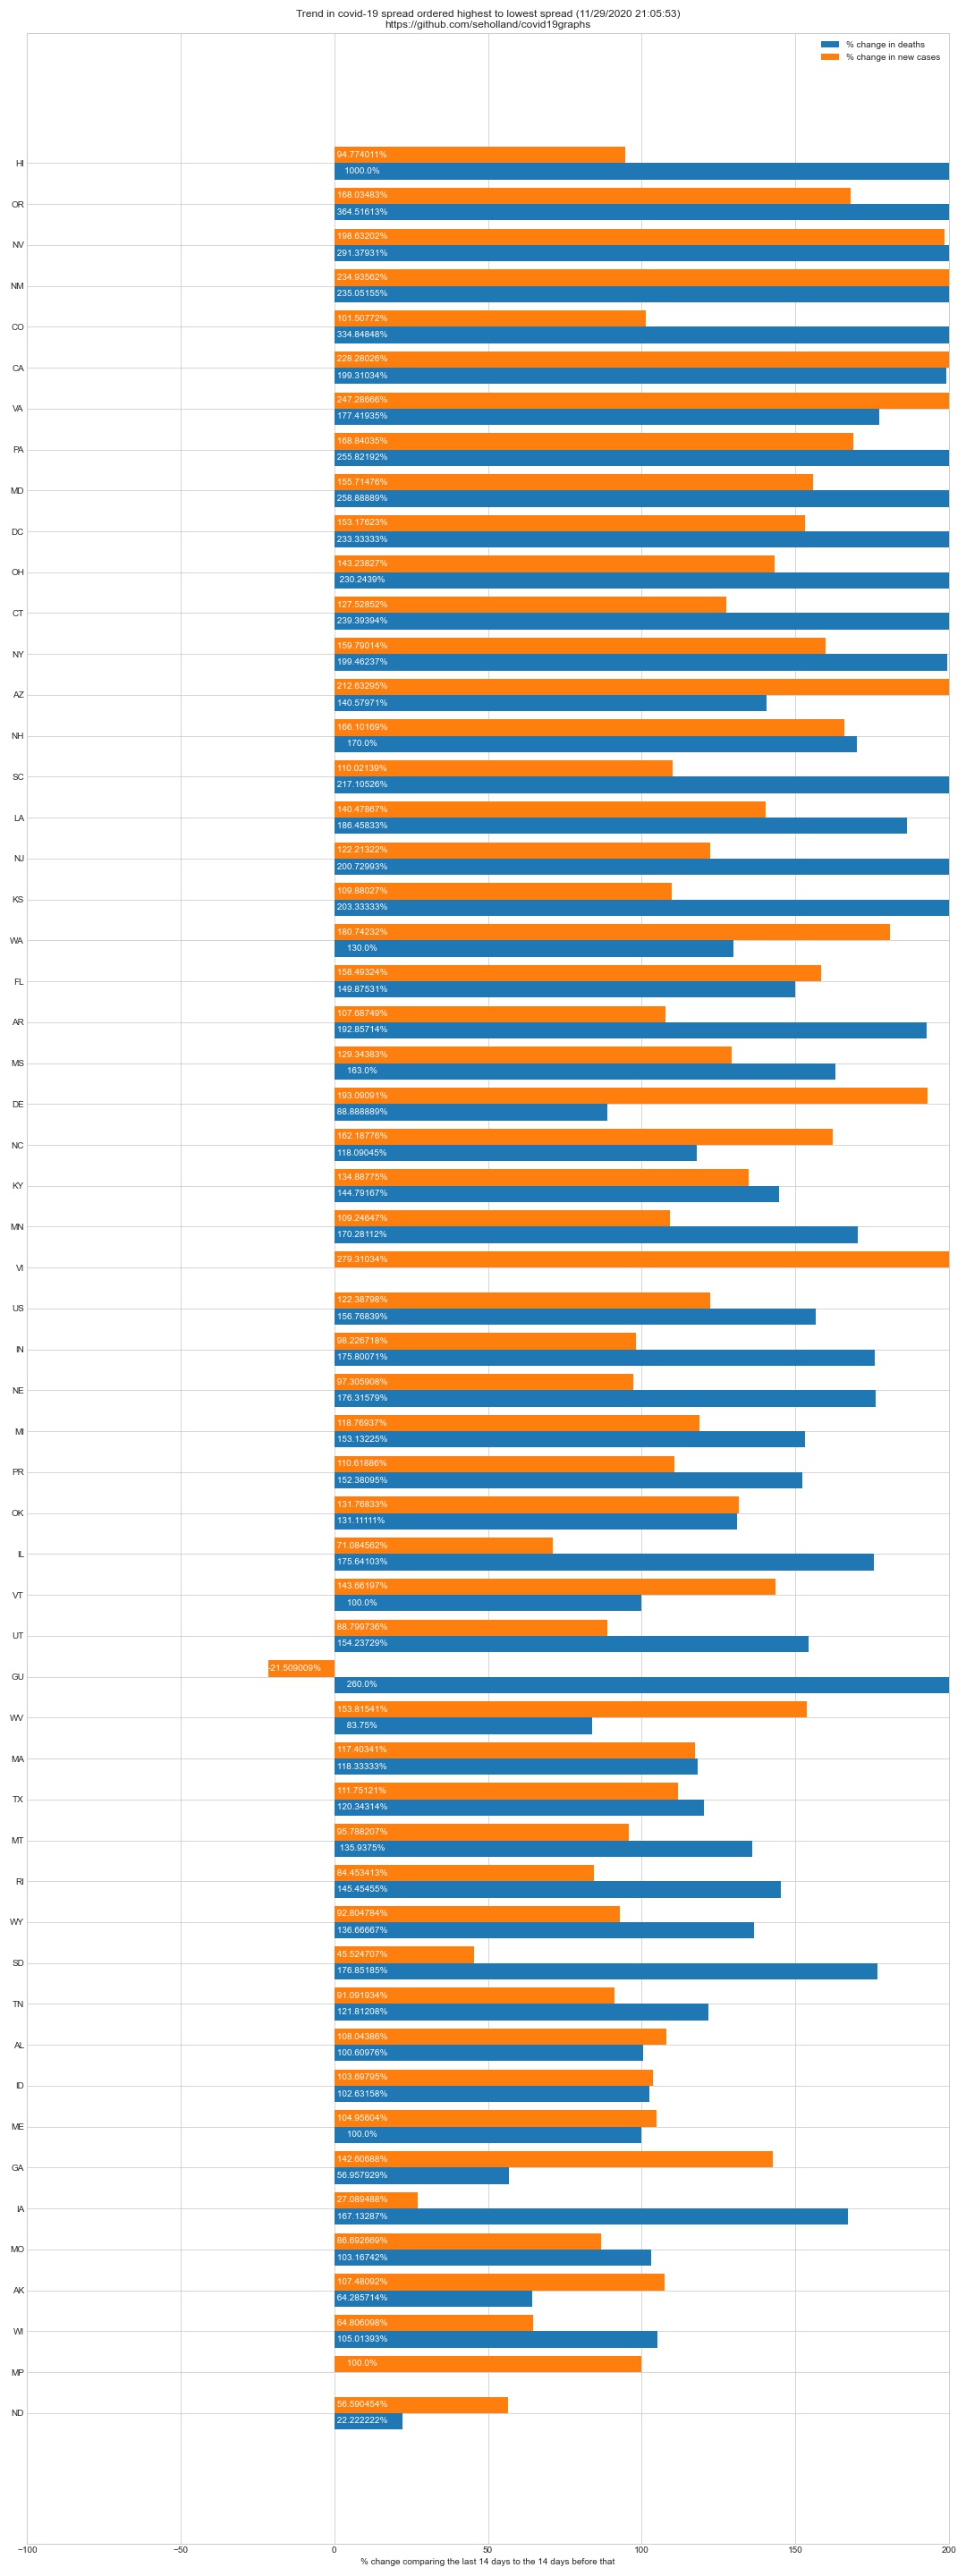 Trend in covid-19 spread ordered highest to lowest spread (11/29/2020 21:05:53)
https://github.com/seholland/covid19graphs
% change in deaths
% change in new cases
94.774011%
HI
1000.0%
168.03483%
OR
364.51613%
198.63202%
NV
291.37931%
234.93562%
NM
235.05155%
101.50772%
CO
334.84848%
228.28026%
CA
199.31034%
247.28666%
VA
177.41935%
168.84035%
PA
255.82192%
155.71476%
MD
258.88889%
153.17623%
DC
233.33333%
143.23827%
OH
230.2439%
127.52852%
CT
239.39394%
159.79014%
NY
199.46237%
212.63295%
AZ
140.57971%
166.10169%
NH
170.0%
110.02139%
SC
217.10526%
140.47867%
LA
186.45833%
122.21322%
NJ
200.72993%
109.88027%
KS
203.33333%
180.74232%
WA
130.0%
158.49324%
FL
149.87531%
107.68749%
AR
192.85714%
129.34383%
MS
163.0%
193.09091%
DE
88.888889%
162.18776%
NC
118.09045%
134.88775%
KY
144.79167%
109.24647%
MN
170.28112%
279.31034%
VI
122.38798%
US
156.76839%
98.226718%
IN
175.80071%
97.305908%
NE
176.31579%
118.76937%
MI
153.13225%
110.61886%
PR
152.38095%
131.76833%
OK
131.11111%
71.084562%
IL
175.64103%
143.66197%
VT
100.0%
88.799736%
UT
154.23729%
-21.509009%
GU
260.0%
153.81541%
WV
83.75%
117.40341%
MA
118.33333%
111.75121%
TX
120.34314%
95.788207%
MT
135.9375%
84.453413%
RI
145.45455%
92.804784%
WY
136.66667%
45.524707%
SD
176.85185%
91.091934%
TN
121.81208%
108.04386%
AL
100.60976%
103.69795%
ID
102.63158%
104.95604%
ME
100.0%
142.60688%
GA
56.957929%
27.089488%
IA
167.13287%
86.692669%
MO
103.16742%
107.48092%
AK
64.285714%
64.806098%
WI
105.01393%
100.0%
MP
56.590454%
ND
22.222222%
−100 −50 0 50 100 150 200
% change comparing the last 14 days to the 14 days before that